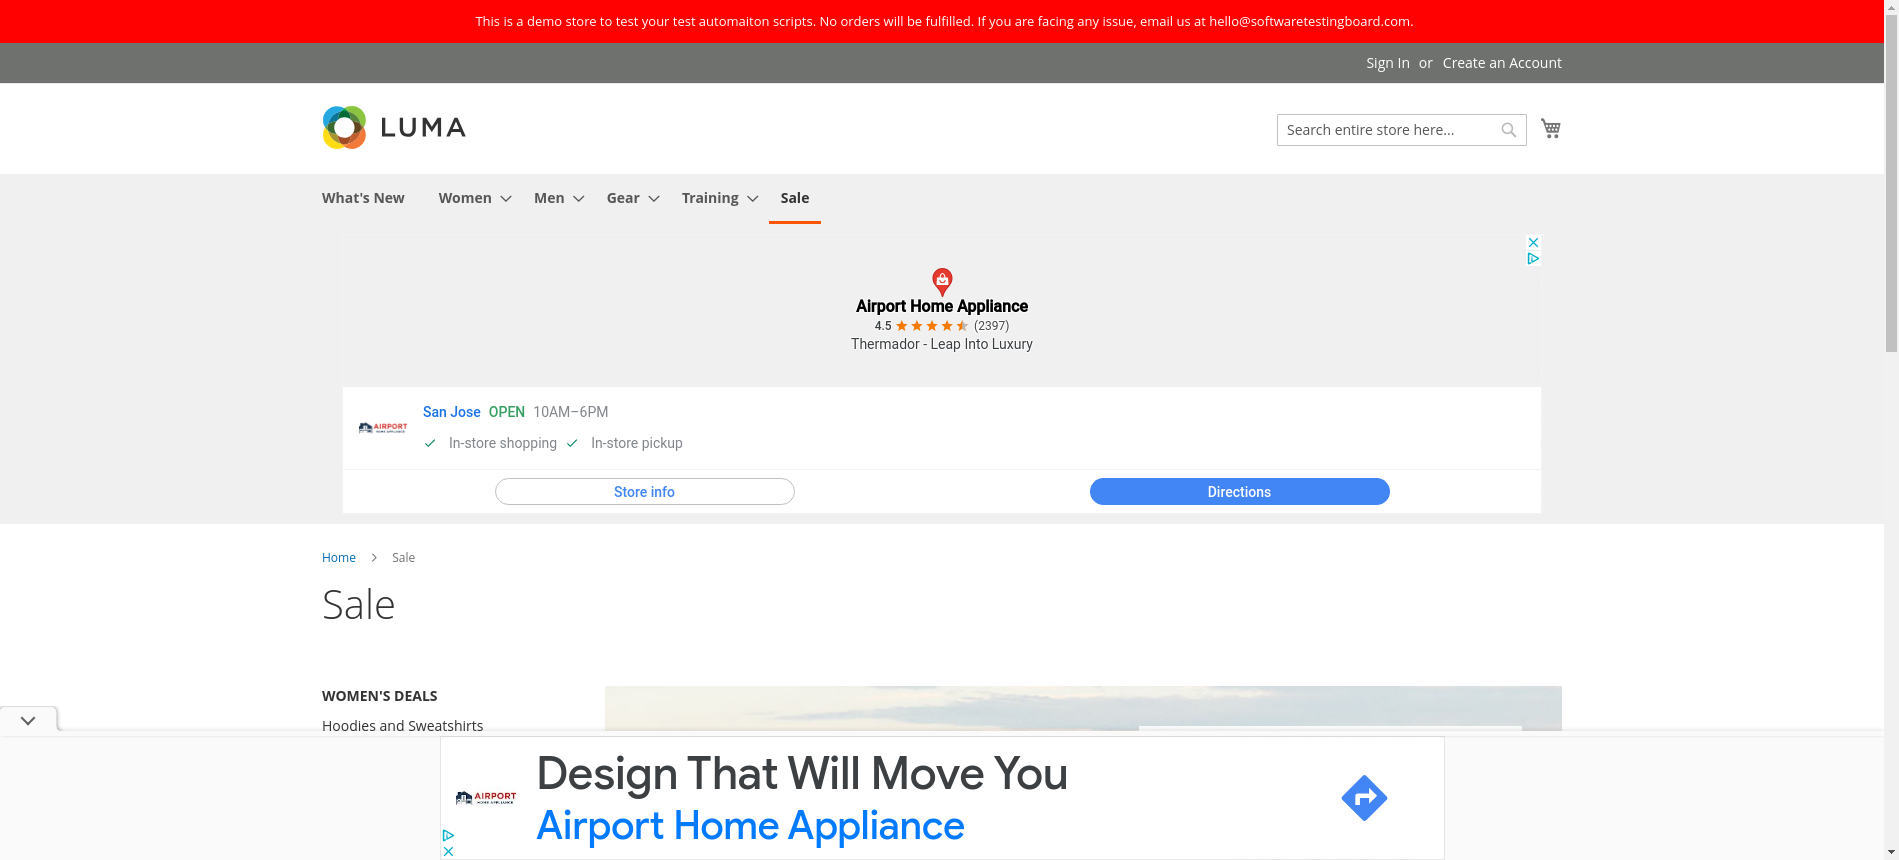 This is a demo store to test your test automaiton scripts. No orders will be fulfilled. If you are facing any issue, email us at hello@softwaretestingboard.com.
Sign In or Create an Account
LUMA
Search entire store here...
What's New Women Men Gear Training Sale
Airport Home Appliance
4.5 (2397)
Thermador - Leap Into Luxury
AIRPORT
HOME APPLIANCE
San Jose OPEN 10AM–6PM
In-store shopping In-store pickup
Store info Directions
Home Sale
Sale
WOMEN'S DEALS
Hoodies and Sweatshirts
AIRPORT
HOME APPLIANCE
Design That Will Move You
Airport Home Appliance